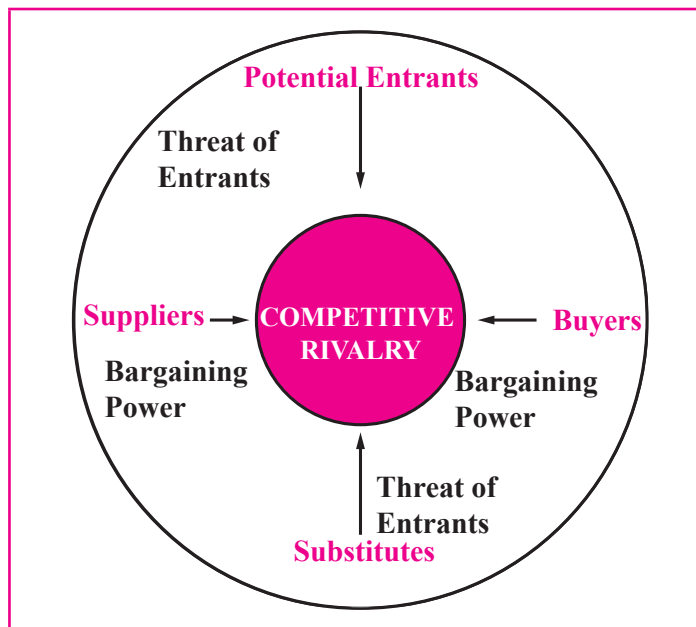 Potential Entrants
Threat of
Entrants
Suppliers
COMPETITIVE
RIVALRY
Buyers
Bargaining
Power
Bargaining
Power
Threat of
Entrants
Substitutes